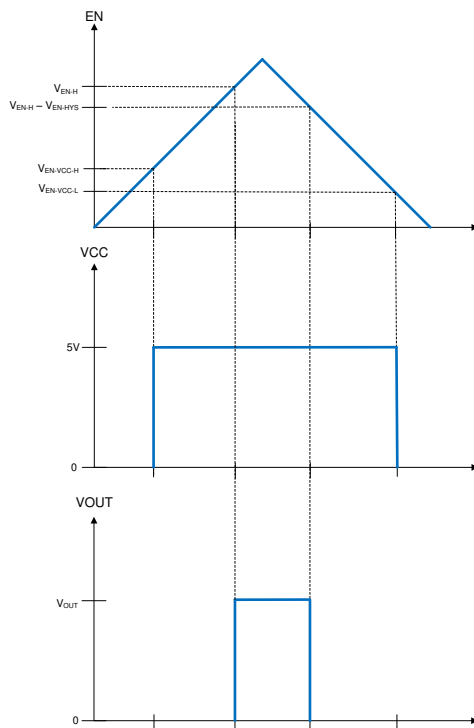 EN
VEN-H
VEN-H – VEN-HYS
VEN-VCC-H
VEN-VCC-L
VCC
5V
0
VOUT
VOUT
0